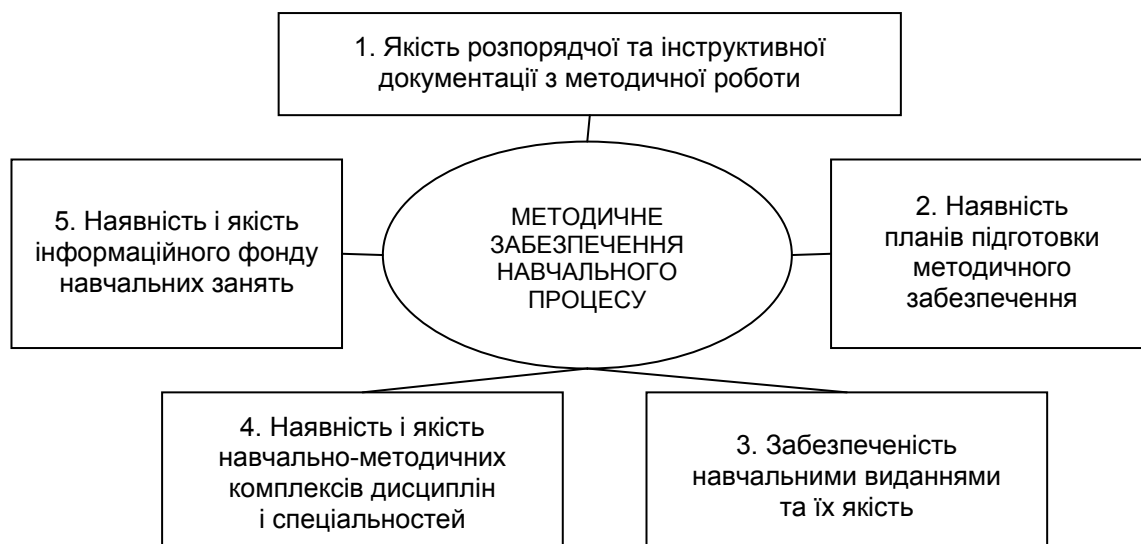 1. Якість розпорядчої та інструктивної
документації з методичної роботи
5. Наявність і якість
інформаційного фонду
навчальних занять
МЕТОДИЧНЕ
ЗАБЕЗПЕЧЕННЯ
НАВЧАЛЬНОГО
ПРОЦЕСУ
2. Наявність
планів підготовки
методичного
забезпечення
4. Наявність і якість
навчально-методичних
комплексів дисциплін
і спеціальностей
3. Забезпеченість
навчальними виданнями
та їх якість